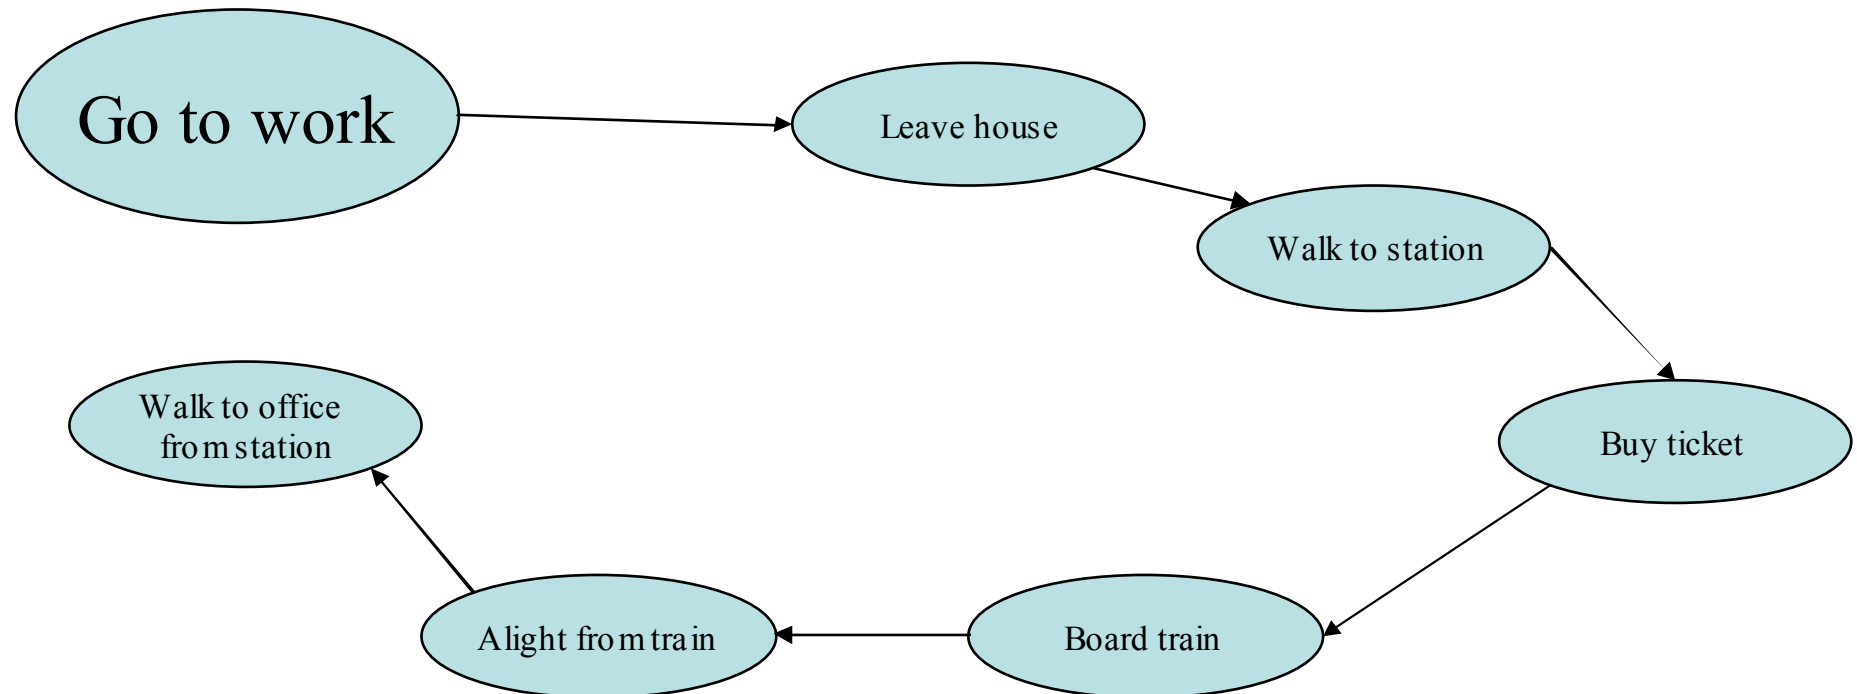 Go to work
Leave house
Walk to station
Buy ticket
Board train
Alight from train
Walk to office
from station